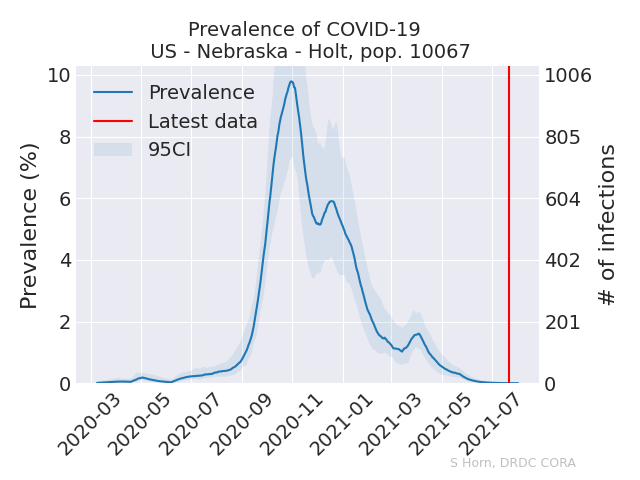 Prevalence of COVID-19
US - Nebraska - Holt, pop. 10067
Prevalence (%)
10
8
6
4
2
0
Prevalence
Latest data
95CI
1006
805
604
402
201
0
# of infections
2020-03
2020-05
2020-07
2020-09
2020-11
2021-01
2021-03
2021-05
2021-07
S Horn, DRDC CORA